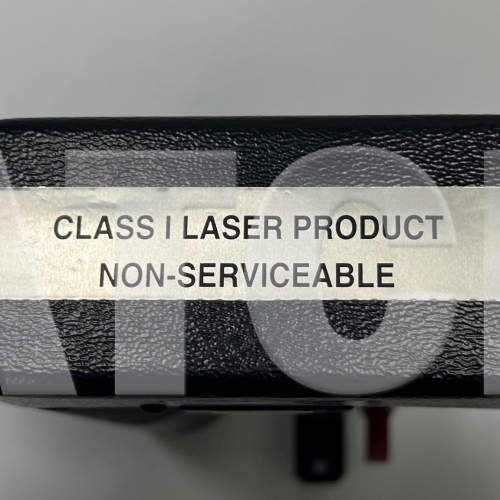 CLASS I LASER PRODUCT
NON-SERVICEABLE